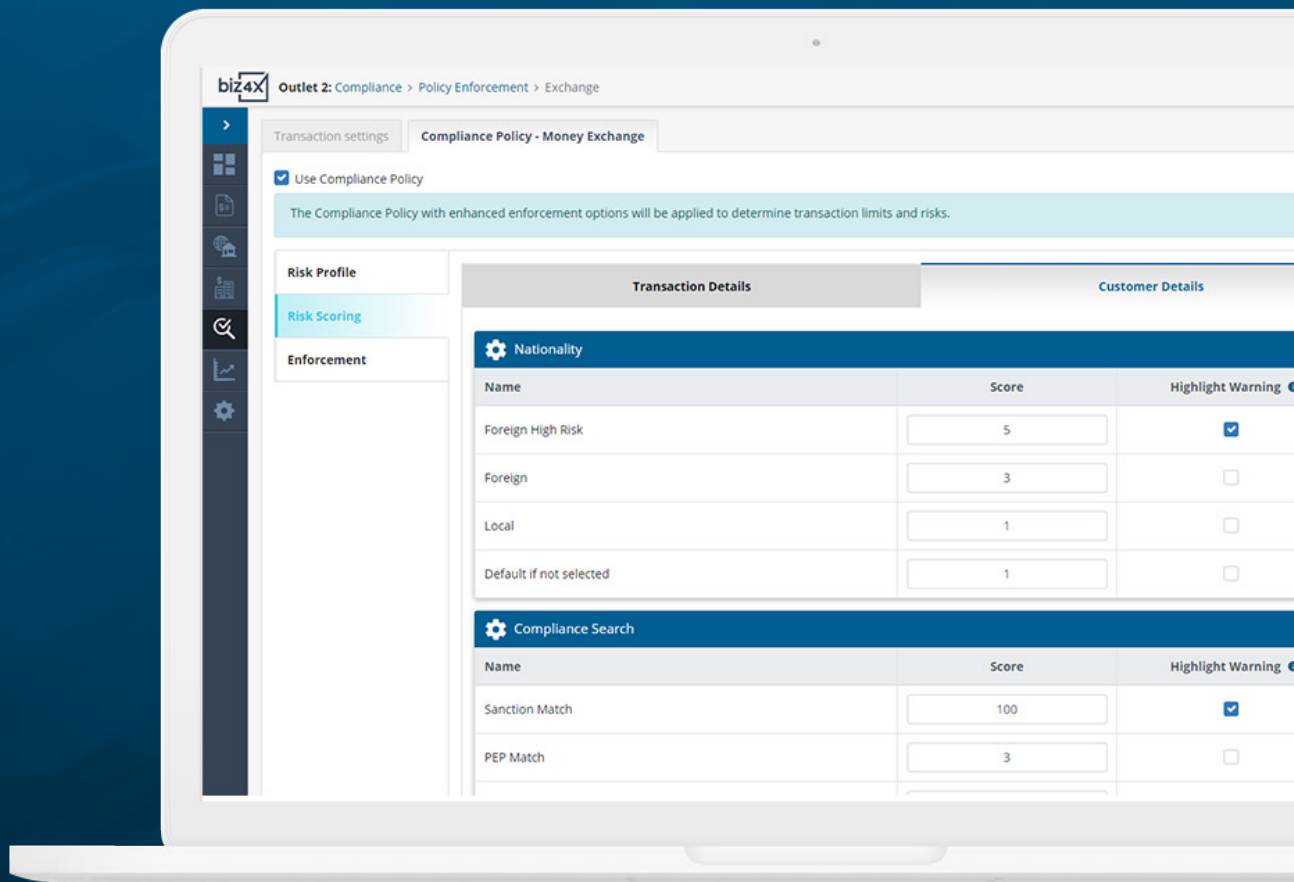 biz4X Outlet 2: Compliance > Policy Enforcement > Exchange
Transaction settings
Compliance Policy - Money Exchange
Use Compliance Policy
The Compliance Policy with enhanced enforcement options will be applied to determine transaction limits and risks.
Risk Profile
Risk Scoring
Enforcement
Transaction Details
Customer Details
Nationality
Name Score Highlight Warning
Foreign High Risk 5
Foreign 3
Local 1
Default if not selected 1
Compliance Search
Name Score Highlight Warning
Sanction Match 100
PEP Match 3